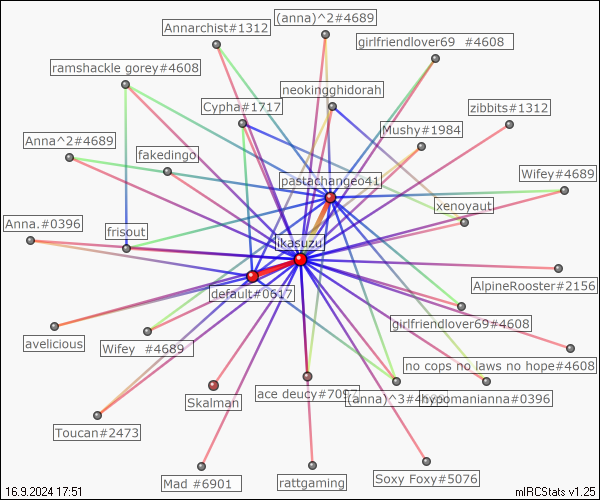 (anna)^2#4689
Annarchist#1312
girlfriendlover69   #4608
ramshackle gorey#4608
neokingghidorah
Cypha#1717
zibbits#1312
Mushy#1984
Anna^2#4689
fakedingo
pastachangeo41
Wifey#4689
xenoyaut
Anna.#0396
frisout
ikasuzu
AlpineRooster#2156
default#0617
girlfriendlover69#4608
avelicious
Wifey   #4689
no cops no laws no hope#4608
ace deucy#7092
(anna)^3#4
hypomanianna#0396
Skalman
Toucan#2473
Mad #6901
rattgaming
Soxy Foxy#5076
16.9.2024 17:51
mIRCStats v1.25